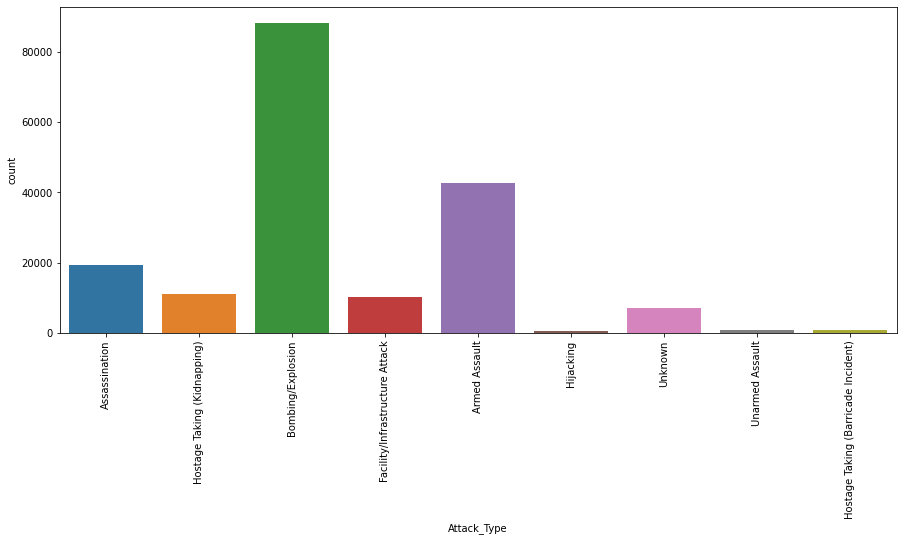 80000
60000
40000
20000
0
count
Assassination
Hostage Taking (Kidnapping)
Bombing/Explosion
Facility/Infrastructure Attack
Armed Assault
Hijacking
Unknown
Unarmed Assault
Hostage Taking (Barricade Incident)
Attack_Type